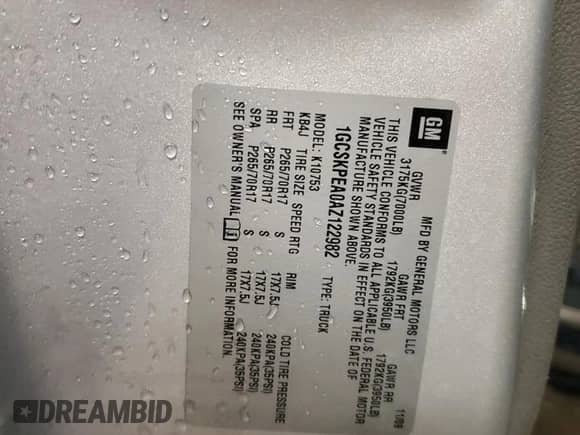 GM
MFD BY GENERAL MOTORS LLC 11/09
GVWR GAWR FRT GAWR RR
3175KG(7000LB) 1792KG(3950LB) 1792KG(3950LB)
THIS VEHICLE CONFORMS TO ALL APPLICABLE U.S. FEDERAL MOTOR
VEHICLE SAFETY STANDARDS IN EFFECT ON THE DATE OF
MANUFACTURE SHOWN ABOVE.
1GCSKPEA0AZ122982 TYPE: TRUCK
MODEL: K10753
KB4J TIRE SIZE SPEED RTG RIM COLD TIRE PRESSURE
FRT P265/70R17 S 17X7.5J 240KPA(35PSI)
RR P265/70R17 S 17X7.5J 240KPA(35PSI)
SPA P265/70R17 S 17X7.5J 240KPA(35PSI)
SEE OWNER'S MANUAL FOR MORE INFORMATION.
DREAMBID